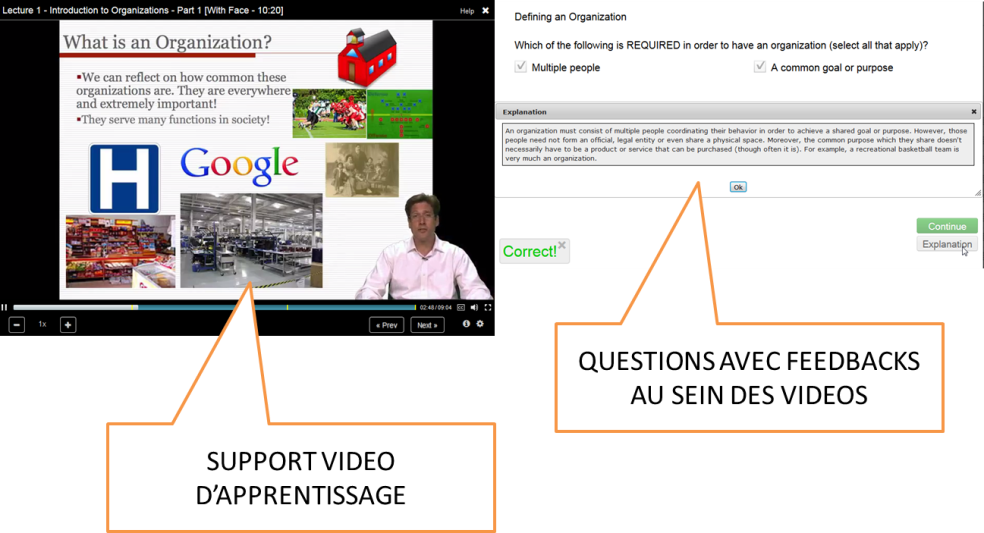 Lecture 1 - Introduction to Organizations - Part 1 [With Face - 10:20]
Help ✖
What is an Organization?
▪We can reflect on how common these
organizations are. They are everywhere
and extremely important!
▪They serve many functions in society!
H
Google
02:46 / 09:04
1x
« Prev
Next »
Defining an Organization
Which of the following is REQUIRED in order to have an organization (select all that apply)?
Multiple people
A common goal or purpose
Explanation
An organization must consist of multiple people coordinating their behavior in order to achieve a shared goal or purpose. However, those
people need not form an official, legal entity or even share a physical space. Moreover, the common purpose which they share doesn't
necessarily have to be a product or service that can be purchased (though often it is). For example, a recreational basketball team is
very much an organization.
Ok
Continue
Explanation
Correct!
SUPPORT VIDEO
D'APPRENTISSAGE
QUESTIONS AVEC FEEDBACKS
AU SEIN DES VIDEOS